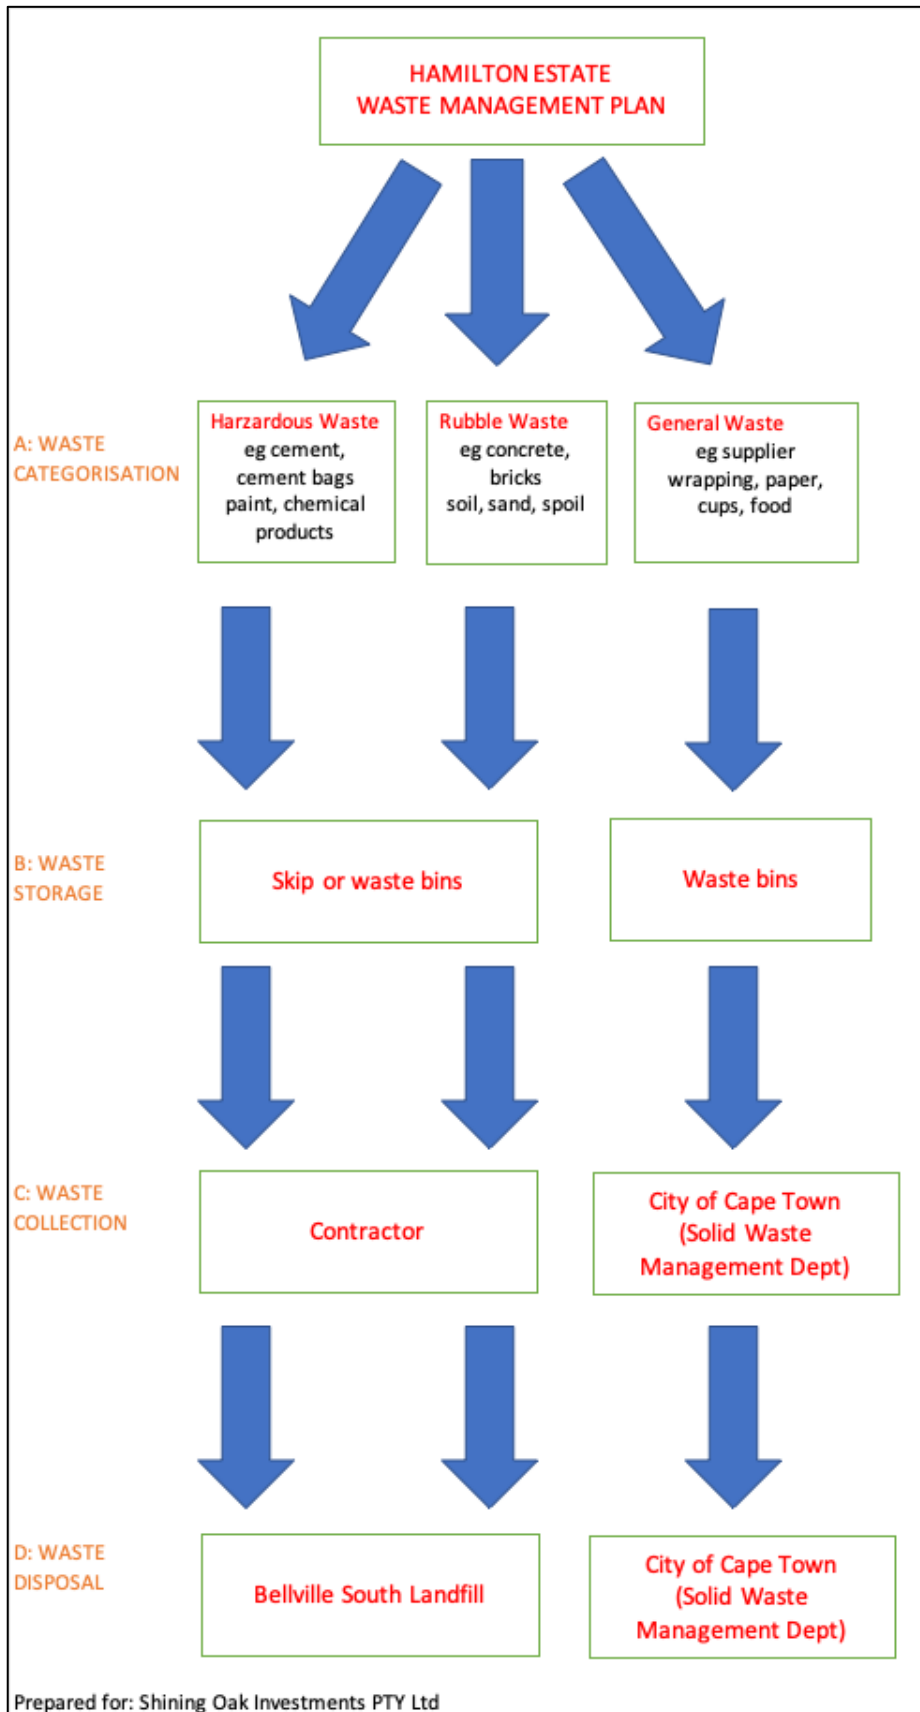 HAMILTON ESTATE
WASTE MANAGEMENT PLAN
A: WASTE
CATEGORISATION
Harzardous Waste
eg cement,
cement bags
paint, chemical
products
Rubble Waste
eg concrete,
bricks
soil, sand, spoil
General Waste
eg supplier
wrapping, paper,
cups, food
B: WASTE
STORAGE
Skip or waste bins
Waste bins
C: WASTE
COLLECTION
Contractor
City of Cape Town
(Solid Waste
Management Dept)
D: WASTE
DISPOSAL
Bellville South Landfill
City of Cape Town
(Solid Waste
Management Dept)
Prepared for: Shining Oak Investments PTY Ltd